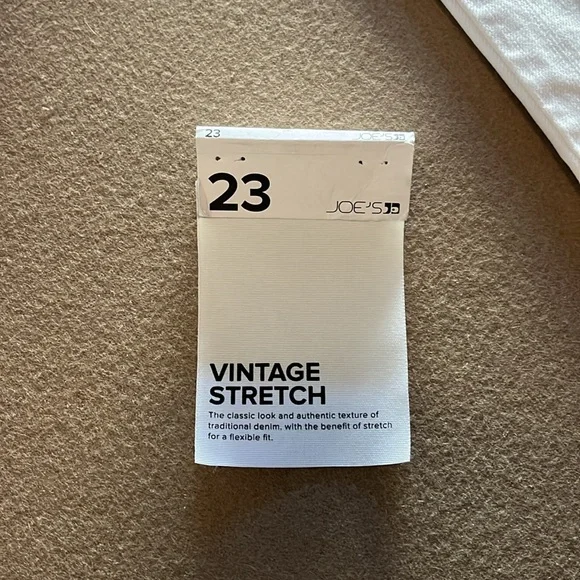 23 JOE'S
23 JOE'S
VINTAGE
STRETCH
The classic look and authentic texture of
traditional denim, with the benefit of stretch
for a flexible fit.